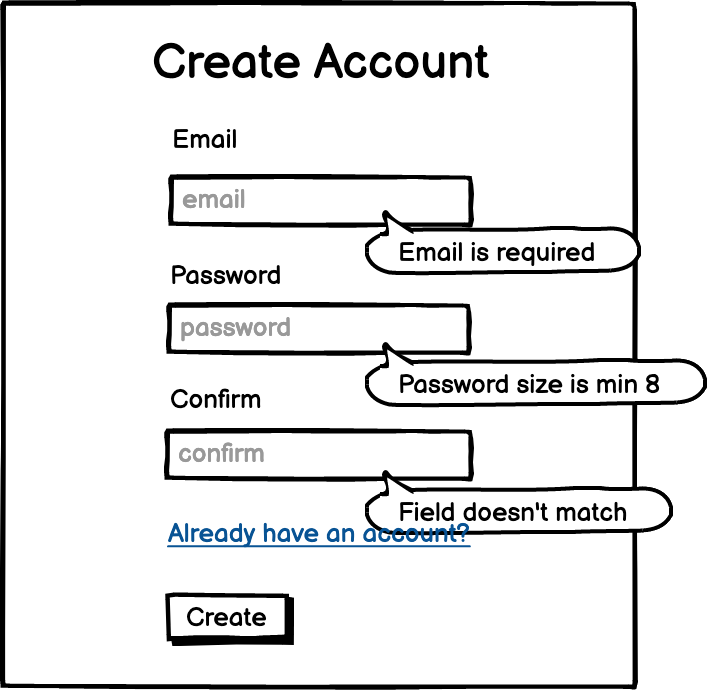 Create Account
Email
email
Email is required
Password
password
Password size is min 8
Confirm
confirm
Field doesn't match
Already have an account?
Create